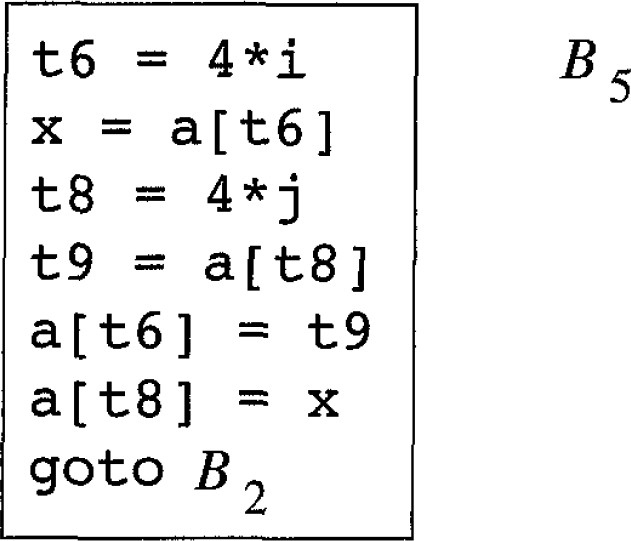 t6 = 4*i
x = a[t6]
t8 = 4*j
t9 = a[t8]
a[t6] = t9
a[t8] = x
goto B2
B5